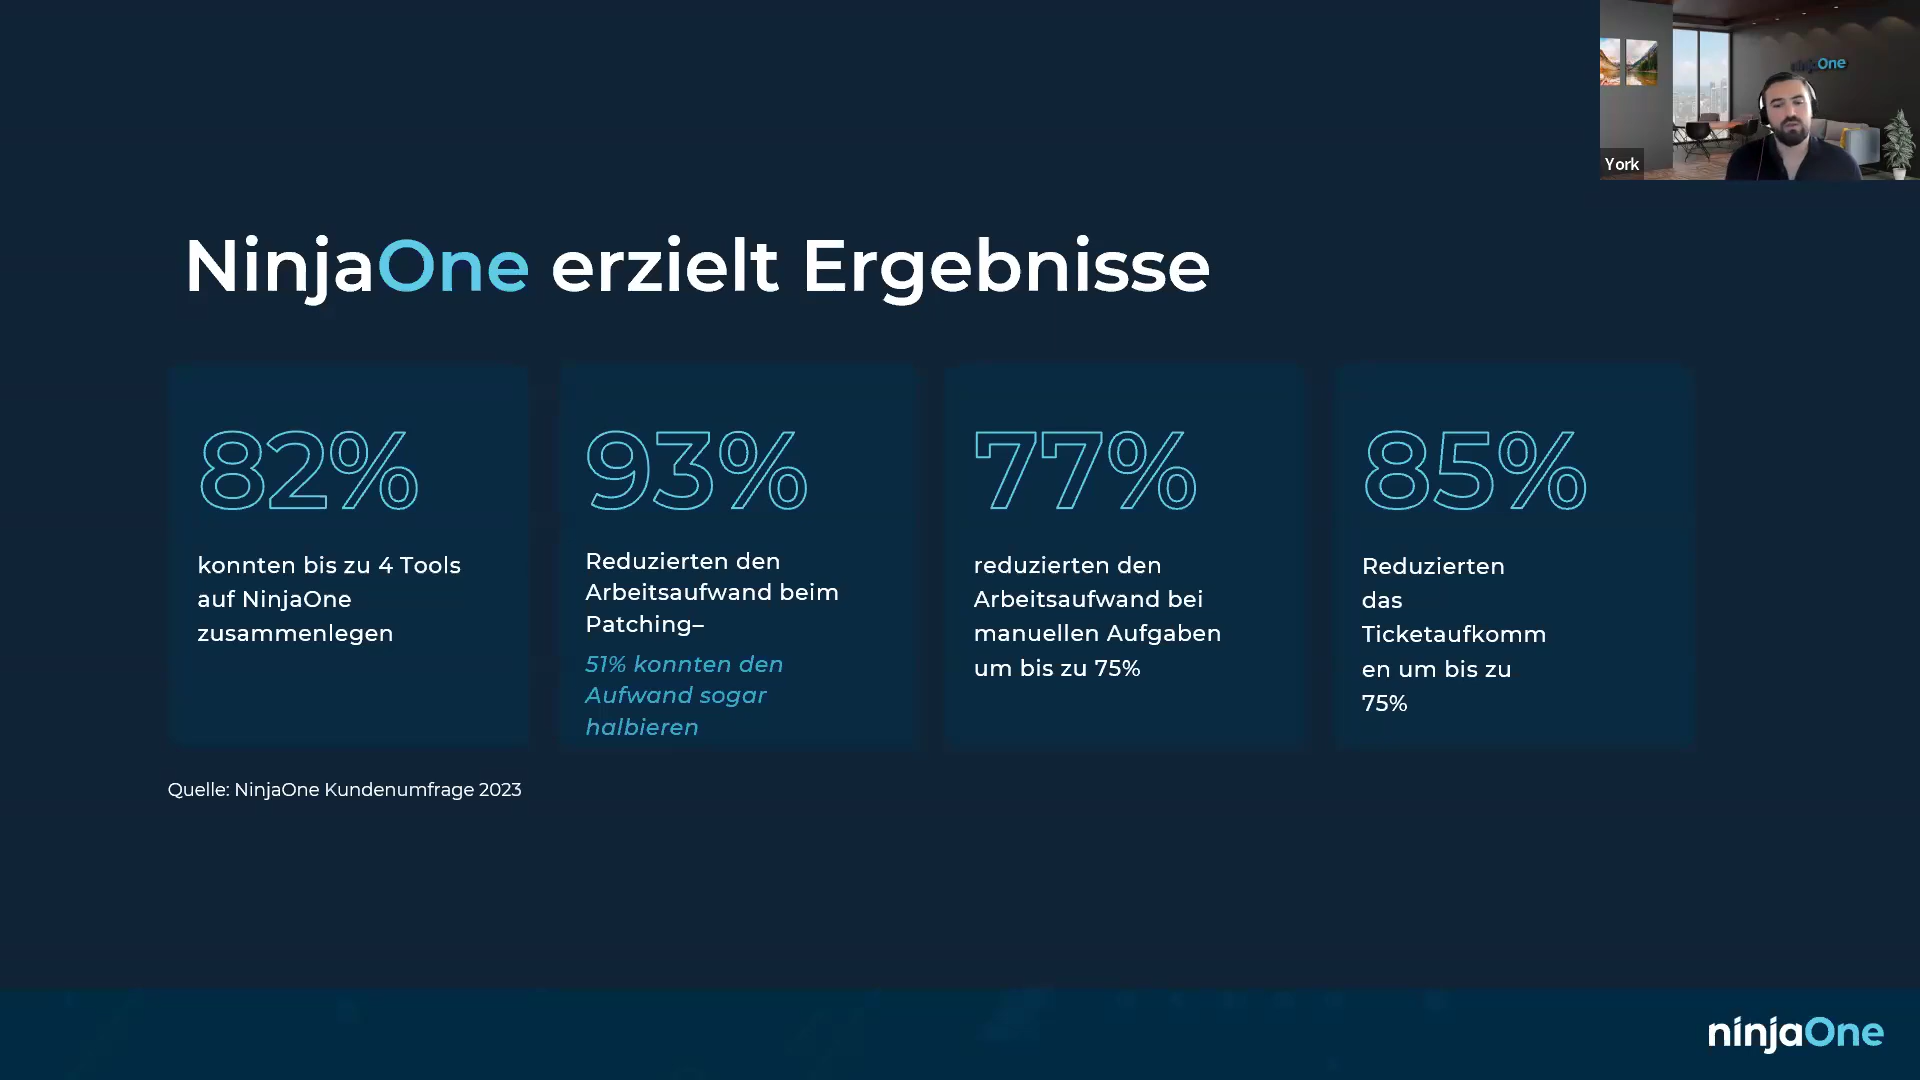 ninjaOne
York
NinjaOne erzielt Ergebnisse
82%
konnten bis zu 4 Tools
auf NinjaOne
zusammenlegen
93%
Reduzierten den
Arbeitsaufwand beim
Patching–
51% konnten den
Aufwand sogar
halbieren
77%
reduzierten den
Arbeitsaufwand bei
manuellen Aufgaben
um bis zu 75%
85%
Reduzierten
das
Ticketaufkomm
en um bis zu
75%
Quelle: NinjaOne Kundenumfrage 2023
ninjaOne